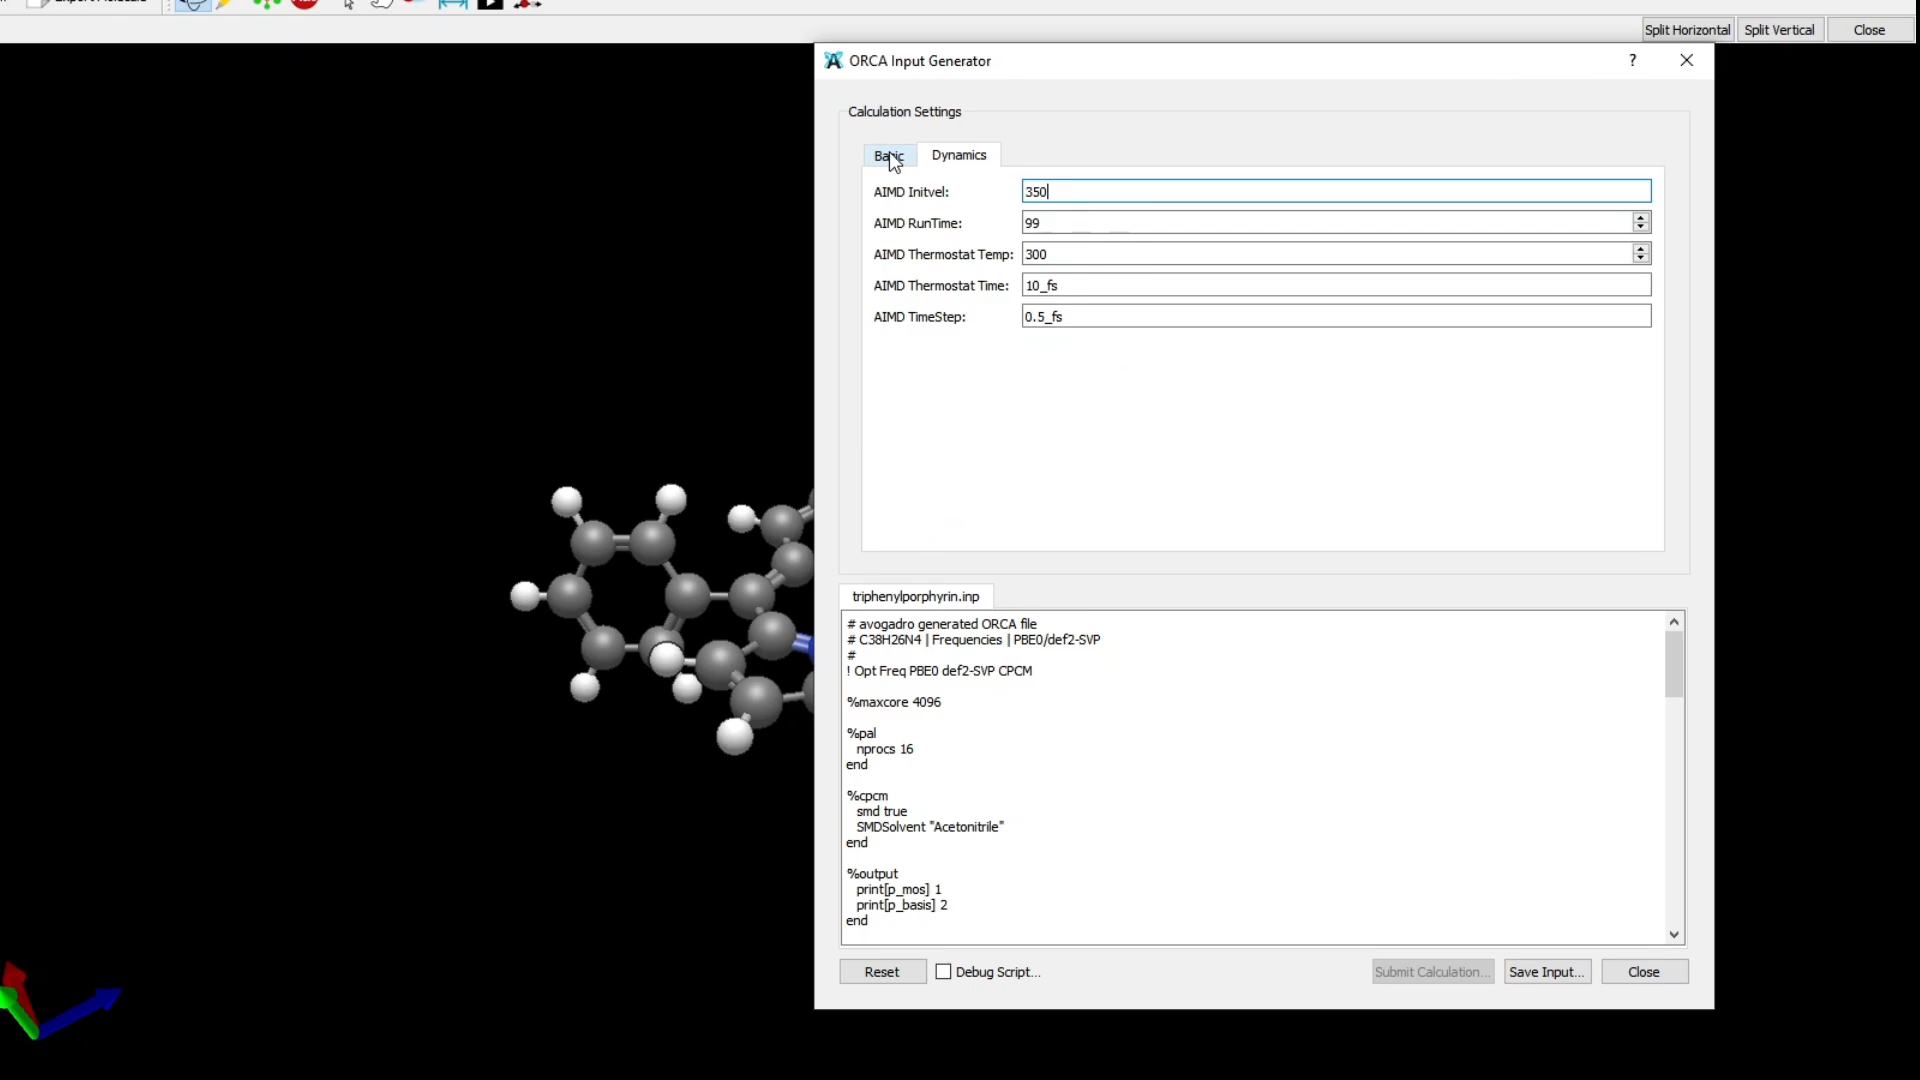 Split Horizontal
Split Vertical
Close
ORCA Input Generator
?
Calculation Settings
Basic
Dynamics
AIMD Initvel:
350
AIMD RunTime:
99
AIMD Thermostat Temp:
300
AIMD Thermostat Time:
10_fs
AIMD TimeStep:
0.5_fs
triphenylporphyrin.inp
# avogadro generated ORCA file
# C38H26N4 | Frequencies | PBE0/def2-SVP
#
! Opt Freq PBE0 def2-SVP CPCM
%maxcore 4096
%pal
nprocs 16
end
%cpcm
smd true
SMDSolvent "Acetonitrile"
end
%output
print[p_mos] 1
print[p_basis] 2
end
Reset
Debug Script...
Submit Calculation...
Save Input...
Close